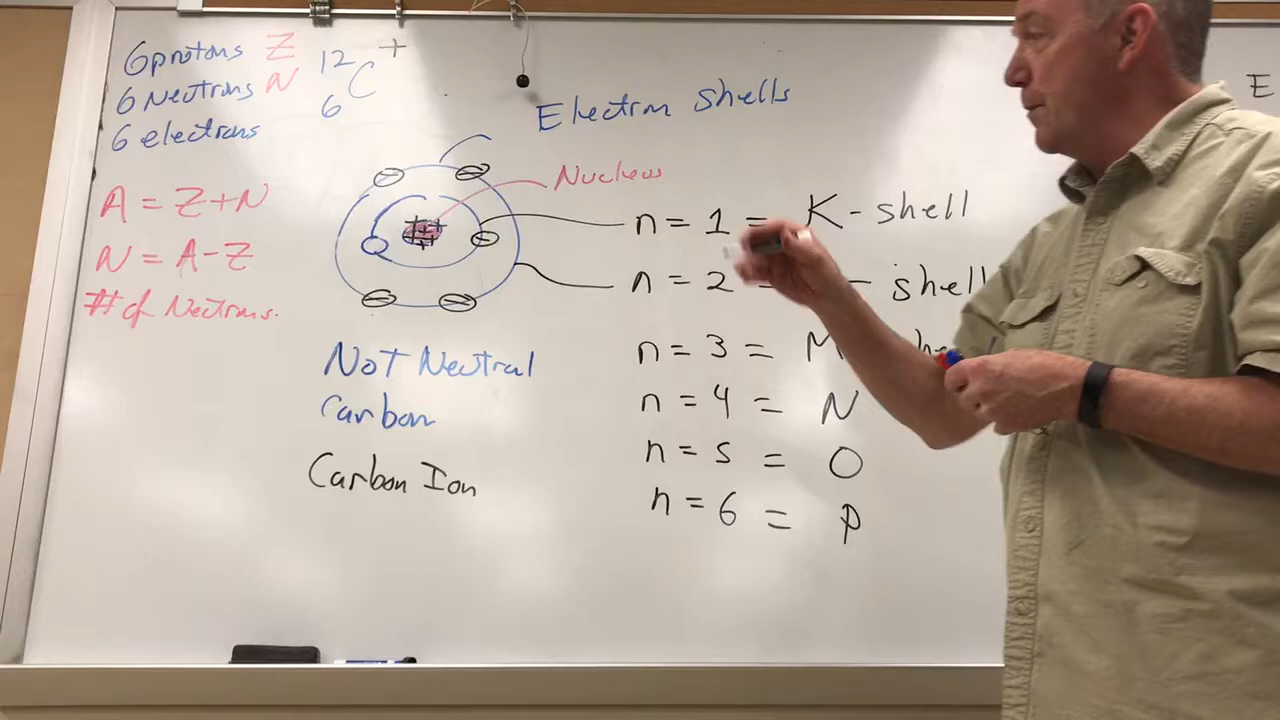 6 protons Z
6 Neutrons N
6 electrons
12 C +
6
A = Z+N
N = A-Z
# of Neutrons.
Electron Shells
Nucleus
n = 1 = K - shell
n = 2 = - shell
n = 3 = M
n = 4 = N
n = 5 = O
n = 6 = P
Not Neutral
Carbon
Carbon Ion
E